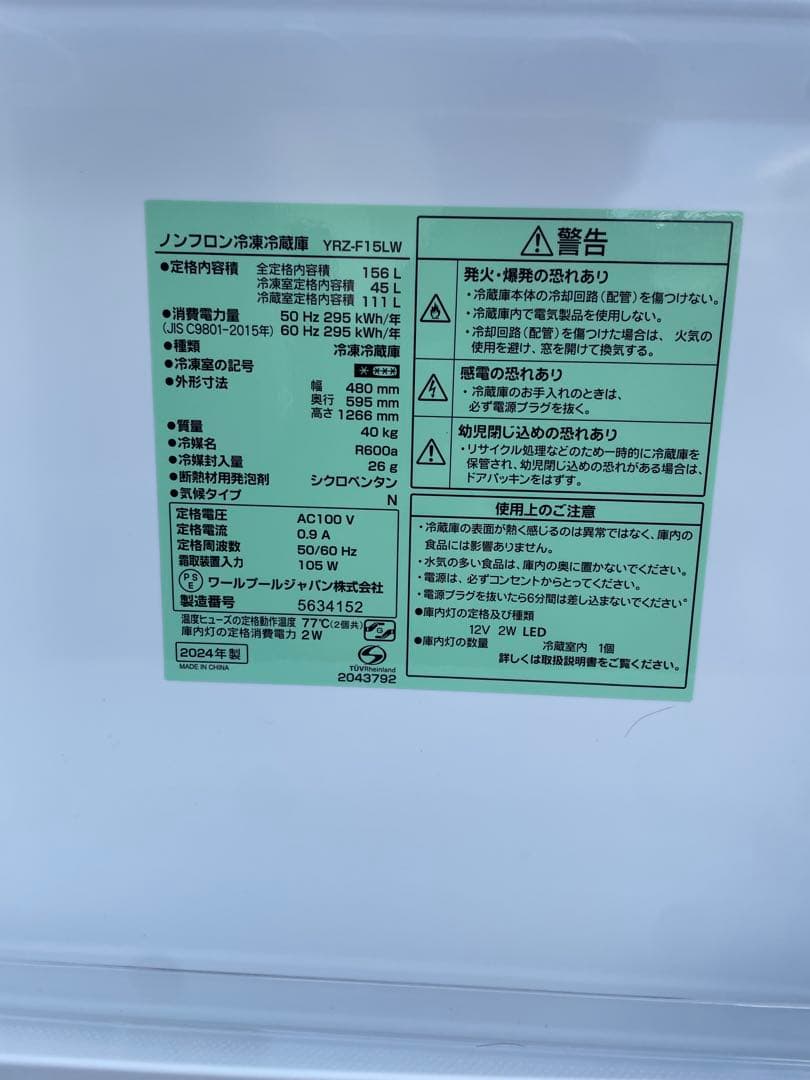 ノンフロン冷凍冷蔵庫 YRZ-F15LW
●定格内容積 全定格内容積 156 L
冷凍室定格内容積 45 L
冷蔵室定格内容積 111 L
●消費電力量 50 Hz 295 kWh/年
(JIS C9801-2015年) 60 Hz 295 kWh/年
●種類 冷凍冷蔵庫
●冷凍室の記号
●外形寸法 幅 480 mm
奥行 595 mm
高さ 1266 mm
●質量 40 kg
●冷媒名 R600a
●冷媒封入量 26 g
●断熱材用発泡剤 シクロペンタン
●気候タイプ N
定格電圧 AC100 V
定格電流 0.9 A
定格周波数 50/60 Hz
霜取装置入力 105 W
PSE ワールプールジャパン株式会社
製造番号 5634152
温度ヒューズの定格動作温度 77℃(2個共)
庫内灯の定格消費電力 2W
2024年 製
MADE IN CHINA
TÜVRheinland
2043792
警告
発火・爆発の恐れあり
・冷蔵庫本体の冷却回路(配管)を傷つけない。
・冷蔵庫内で電気製品を使用しない。
・冷却回路(配管)を傷つけた場合は、火気の
使用を避け、窓を開けて換気する。
感電の恐れあり
・冷蔵庫のお手入れのときは、
必ず電源プラグを抜く。
幼児閉じ込めの恐れあり
・リサイクル処理などのため一時的に冷蔵庫を
保管され、幼児閉じ込めの恐れがある場合は、
ドアパッキンをはずす。
使用上のご注意
・冷蔵庫の表面が熱く感じるのは異常ではなく、庫内の
食品には影響ありません。
・水気の多い食品は、庫内の奥に置かないでください。
・電源は、必ずコンセントからとってください。
・電源プラグを抜いたら6分間は差し込まないでください。
●庫内灯の定格及び種類
12V 2W LED
●庫内灯の数量 冷蔵室内 1個
詳しくは取扱説明書をご覧ください。